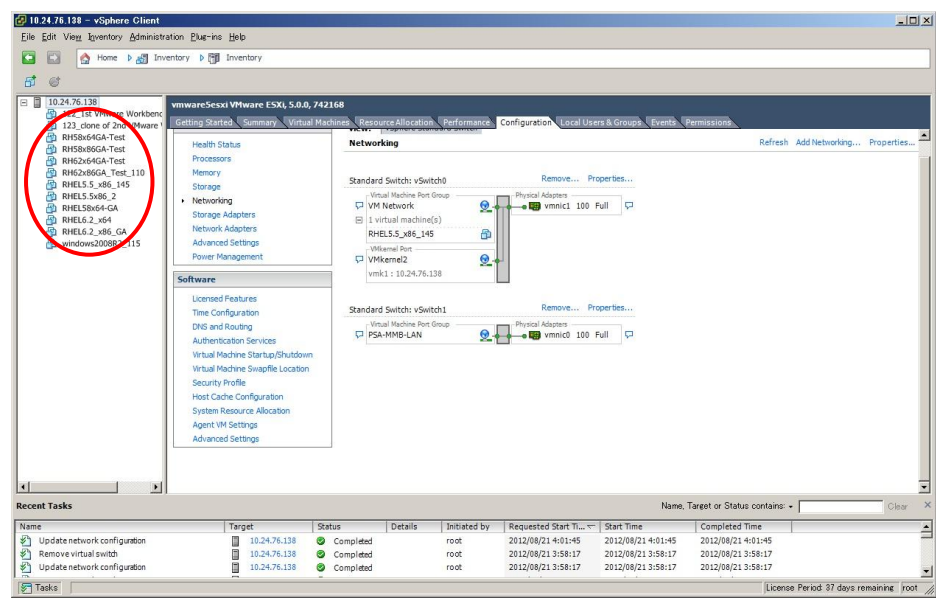 10.24.76.138 - vSphere Client
File Edit View Inventory Administration Plug-ins Help
Home Inventory Inventory
10.24.76.138
122_1st VMware Workbenc
123_clone of 2nd VMware
RH58x64GA-Test
RH58x86GA-Test
RH62x64GA-Test
RH62x86GA_Test_110
RHEL5.5_x86_145
RHEL5.5x86_2
RHEL58x64-GA
RHEL6.2_x64
RHEL6.2_x86_GA
windows2008R2_115
vmware5esxi VMware ESXi, 5.0.0, 742168
Getting Started Summary Virtual Machines Resource Allocation Performance Configuration Local Users & Groups Events Permissions
Health Status
Processors
Memory
Storage
Networking
Storage Adapters
Network Adapters
Advanced Settings
Power Management
Software
Licensed Features
Time Configuration
DNS and Routing
Authentication Services
Virtual Machine Startup/Shutdown
Virtual Machine Swapfile Location
Security Profile
Host Cache Configuration
System Resource Allocation
Agent VM Settings
Advanced Settings
View: vSphere Standard Switch
Networking
Refresh Add Networking... Properties...
Standard Switch: vSwitch0 Remove... Properties...
Virtual Machine Port Group Physical Adapters
VM Network vmnic1 100 Full
1 virtual machine(s)
RHEL5.5_x86_145
VMkernel Port
VMkernel2
vmk1 : 10.24.76.138
Standard Switch: vSwitch1 Remove... Properties...
Virtual Machine Port Group Physical Adapters
PSA-MMB-LAN vmnic0 100 Full
Recent Tasks Name, Target or Status contains: Clear
Name Target Status Details Initiated by Requested Start Ti... Start Time Completed Time
Update network configuration 10.24.76.138 Completed root 2012/08/21 4:01:45 2012/08/21 4:01:45 2012/08/21 4:01:45
Remove virtual switch 10.24.76.138 Completed root 2012/08/21 3:58:17 2012/08/21 3:58:17 2012/08/21 3:58:17
Update network configuration 10.24.76.138 Completed root 2012/08/21 3:58:17 2012/08/21 3:58:17 2012/08/21 3:58:17
Tasks License Period: 37 days remaining root